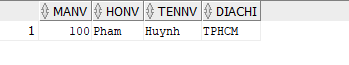 MANV HONV TENNV DIACHI
1 100 Pham Huynh TPHCM